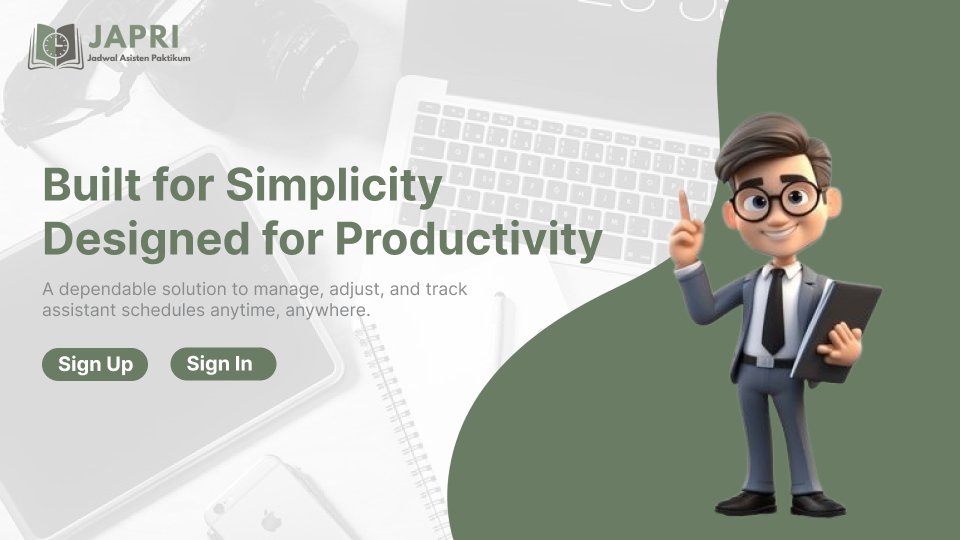 JAPRI
Jadwal Asisten Paktikum
Built for Simplicity
Designed for Productivity
A dependable solution to manage, adjust, and track
assistant schedules anytime, anywhere.
Sign Up
Sign In